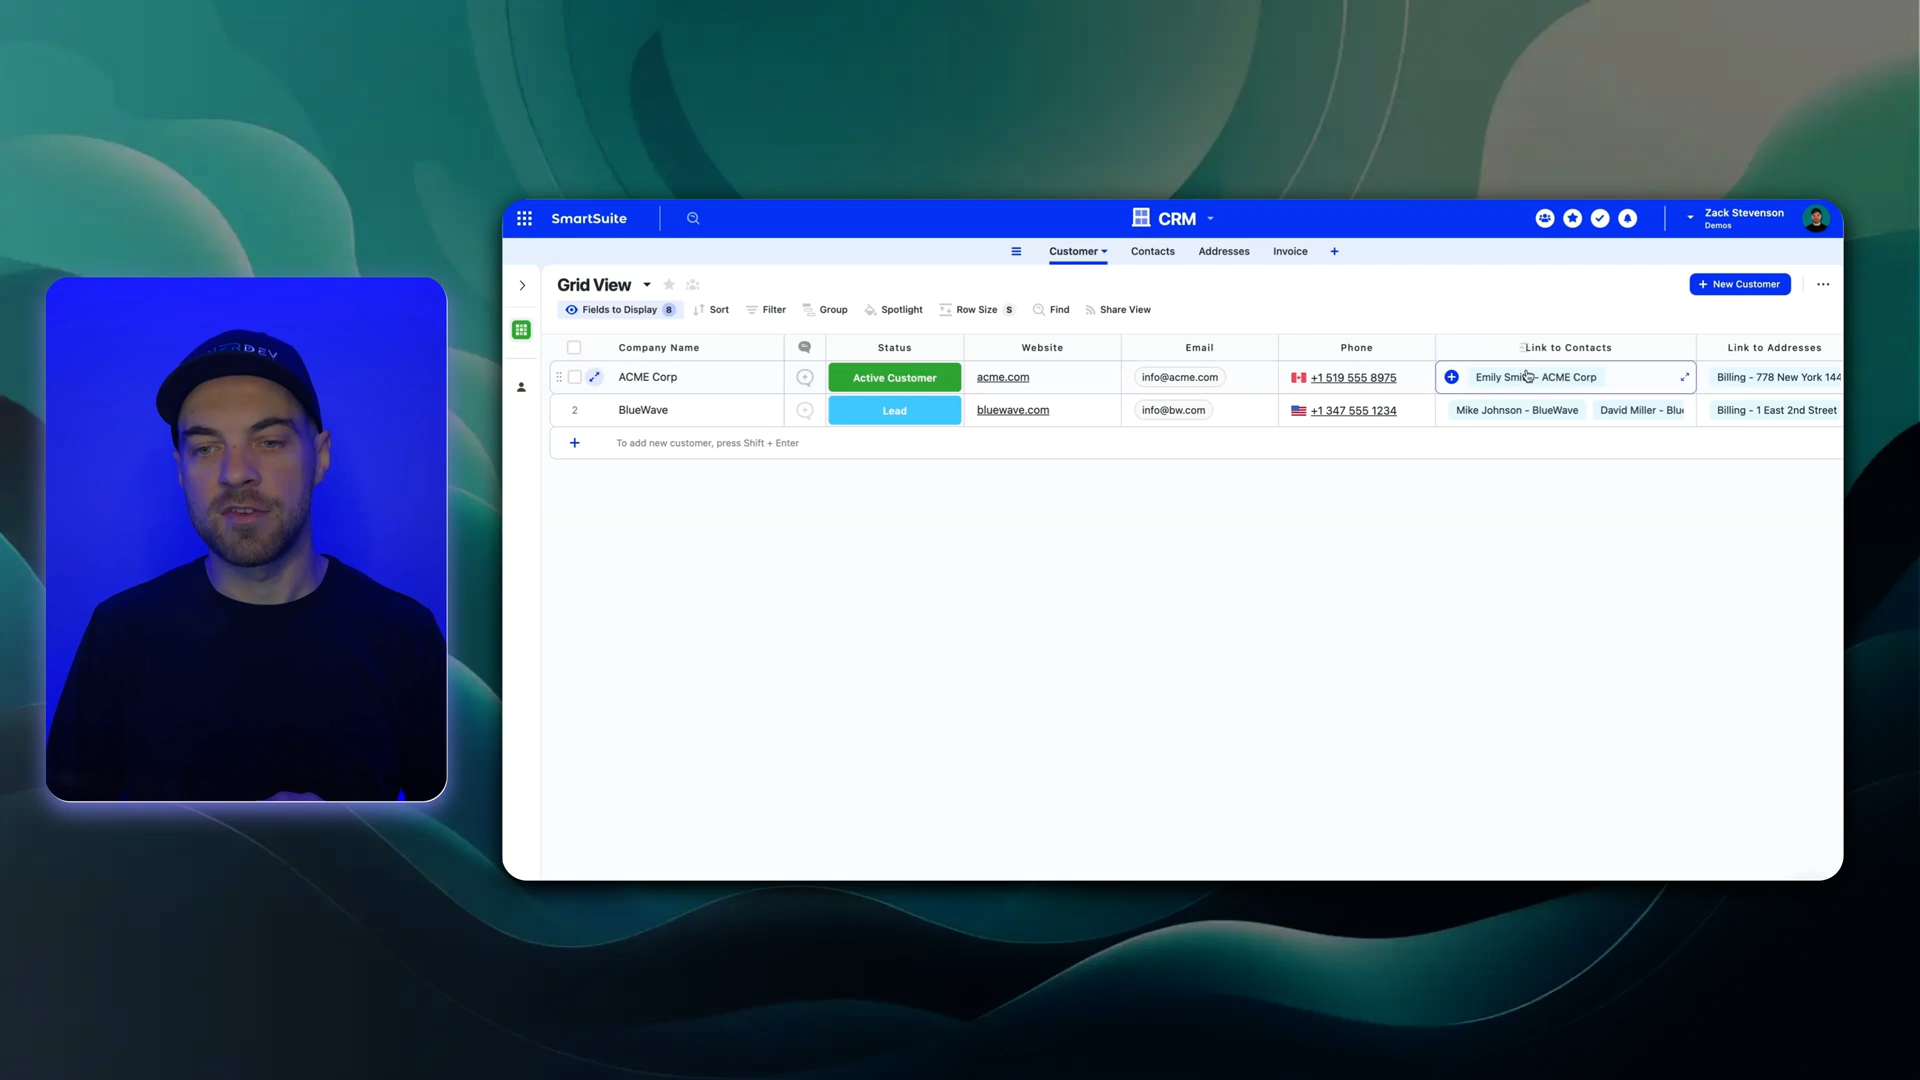 SmartSuite
CRM
Zack Stevenson
Demos
Customer
Contacts
Addresses
Invoice
+
Grid View
+ New Customer
Fields to Display 8
Sort
Filter
Group
Spotlight
Row Size S
Find
Share View
Company Name
Status
Website
Email
Phone
Link to Contacts
Link to Addresses
ACME Corp
Active Customer
acme.com
info@acme.com
+1 519 555 8975
Emily Smith - ACME Corp
Billing - 778 New York 144
2
BlueWave
Lead
bluewave.com
info@bw.com
+1 347 555 1234
Mike Johnson - BlueWave
David Miller - Blu
Billing - 1 East 2nd Street
+ To add new customer, press Shift + Enter